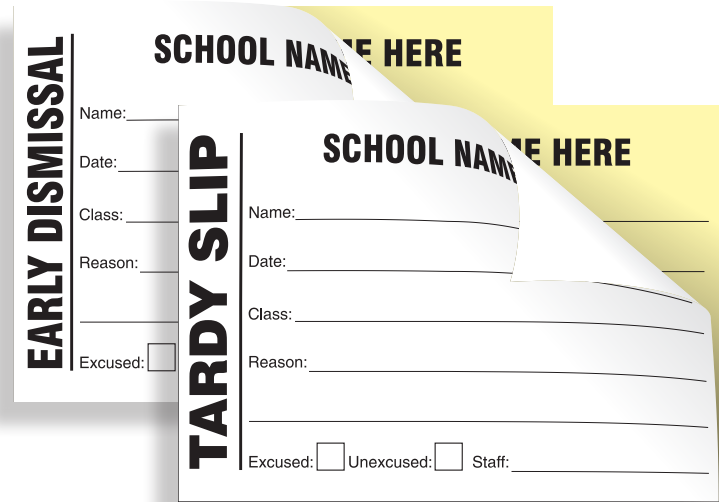 EARLY DISMISSAL
SCHOOL NAME HERE
Name:
Date:
Class:
Reason:
Excused:
TARDY SLIP
SCHOOL NAME HERE
Name:
Date:
Class:
Reason:
Excused: Unexcused: Staff: